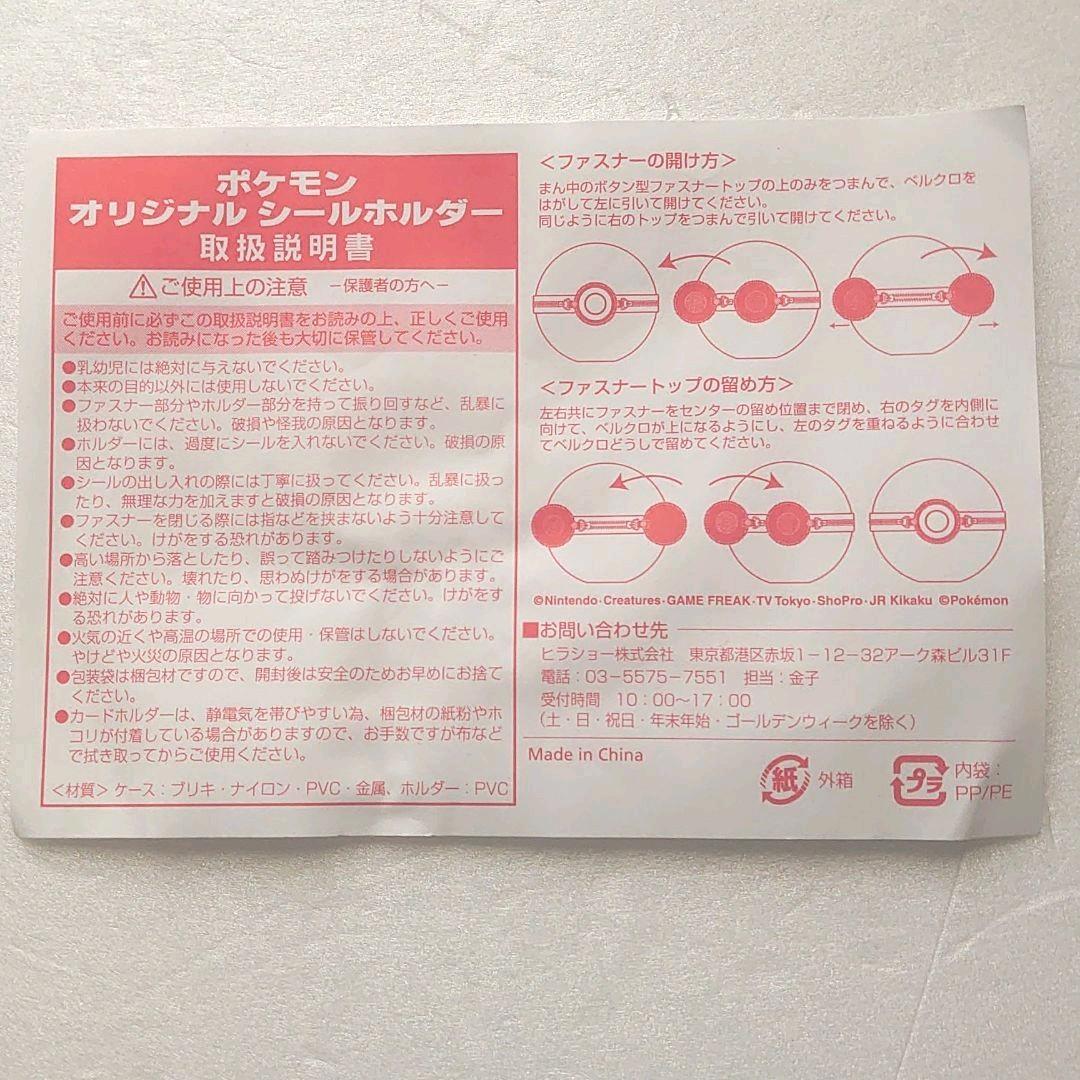 ポケモン
オリジナル シールホルダー
取扱説明書
ご使用上の注意 －保護者の方へ－
ご使用前に必ずこの取扱説明書をお読みの上、正しくご使用
ください。お読みになった後も大切に保管してください。
●乳幼児には絶対に与えないでください。
●本来の目的以外には使用しないでください。
●ファスナー部分やホルダー部分を持って振り回すなど、乱暴に
扱わないでください。破損や怪我の原因となります。
●ホルダーには、過度にシールを入れないでください。破損の原
因となります。
●シールの出し入れの際には丁寧に扱ってください。乱暴に扱っ
たり、無理な力を加えますと破損の原因となります。
●ファスナーを閉じる際には指などを挟まないよう十分注意して
ください。けがをする恐れがあります。
●高い場所から落としたり、誤って踏みつけたりしないようにご
注意ください。壊れたり、思わぬけがをする場合があります。
●絶対に人や動物・物に向かって投げないでください。けがをす
る恐れがあります。
●火気の近くや高温の場所での使用・保管はしないでください。
やけどや火災の原因となります。
●包装袋は梱包材ですので、開封後は安全のためお早めにお捨て
ください。
●カードホルダーは、静電気を帯びやすい為、梱包材の紙粉やホ
コリが付着している場合がありますので、お手数ですが布など
で拭き取ってからご使用ください。
＜材質＞ケース：ブリキ・ナイロン・PVC・金属、ホルダー：PVC
＜ファスナーの開け方＞
まん中のボタン型ファスナートップの上のみをつまんで、ベルクロを
はがして左に引いて開けてください。
同じように右のトップをつまんで引いて開けてください。
＜ファスナートップの留め方＞
左右共にファスナーをセンターの留め位置まで閉め、右のタグを内側に
向けて、ベルクロが上になるようにし、左のタグを重ねるように合わせ
てベルクロどうしで留めてください。
©Nintendo・Creatures・GAME FREAK・TV Tokyo・ShoPro・JR Kikaku ©Pokémon
■お問い合わせ先
ヒラショー株式会社 東京都港区赤坂1－12－32アーク森ビル31F
電話：03－5575－7551 担当：金子
受付時間 10：00～17：00
（土・日・祝日・年末年始・ゴールデンウィークを除く）
Made in China
紙 外箱
プラ 内袋：
PP/PE